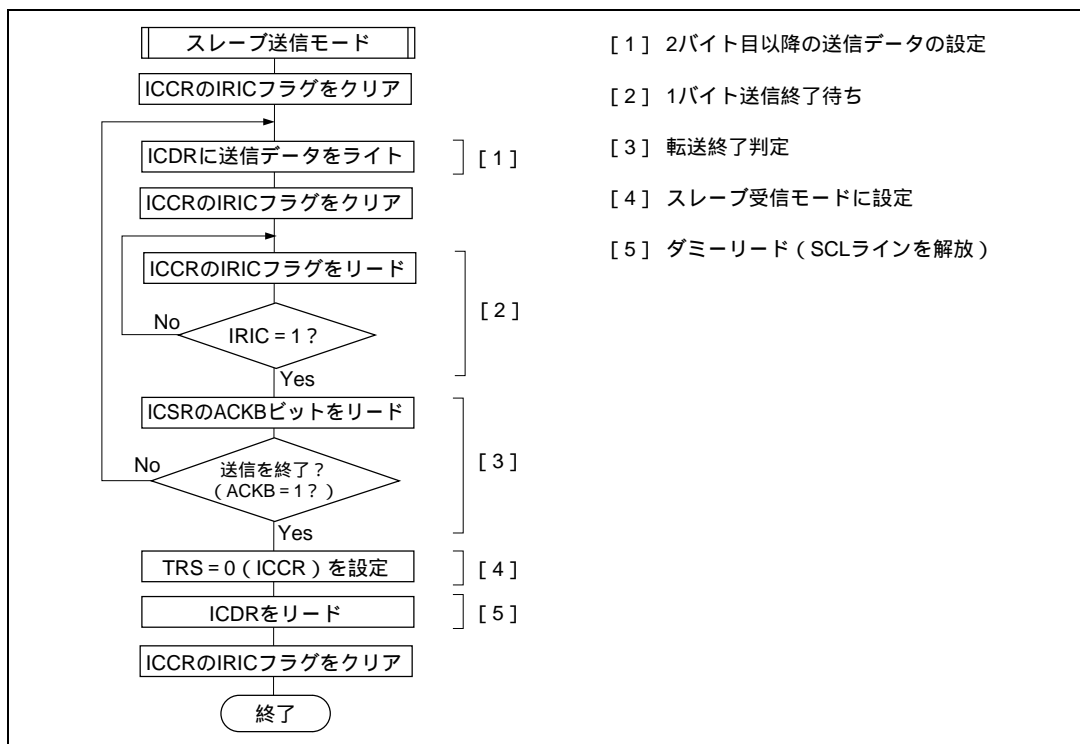 スレーブ送信モード
ICCRのIRICフラグをクリア
ICDRに送信データをライト
[1]
ICCRのIRICフラグをクリア
ICCRのIRICフラグをリード
[2]
No
IRIC = 1?
Yes
ICSRのACKBビットをリード
[3]
No
送信を終了?
(ACKB = 1?)
Yes
TRS = 0(ICCR)を設定
[4]
ICDRをリード
[5]
ICCRのIRICフラグをクリア
終了
[1] 2バイト目以降の送信データの設定
[2] 1バイト送信終了待ち
[3] 転送終了判定
[4] スレーブ受信モードに設定
[5] ダミーリード(SCLラインを解放)